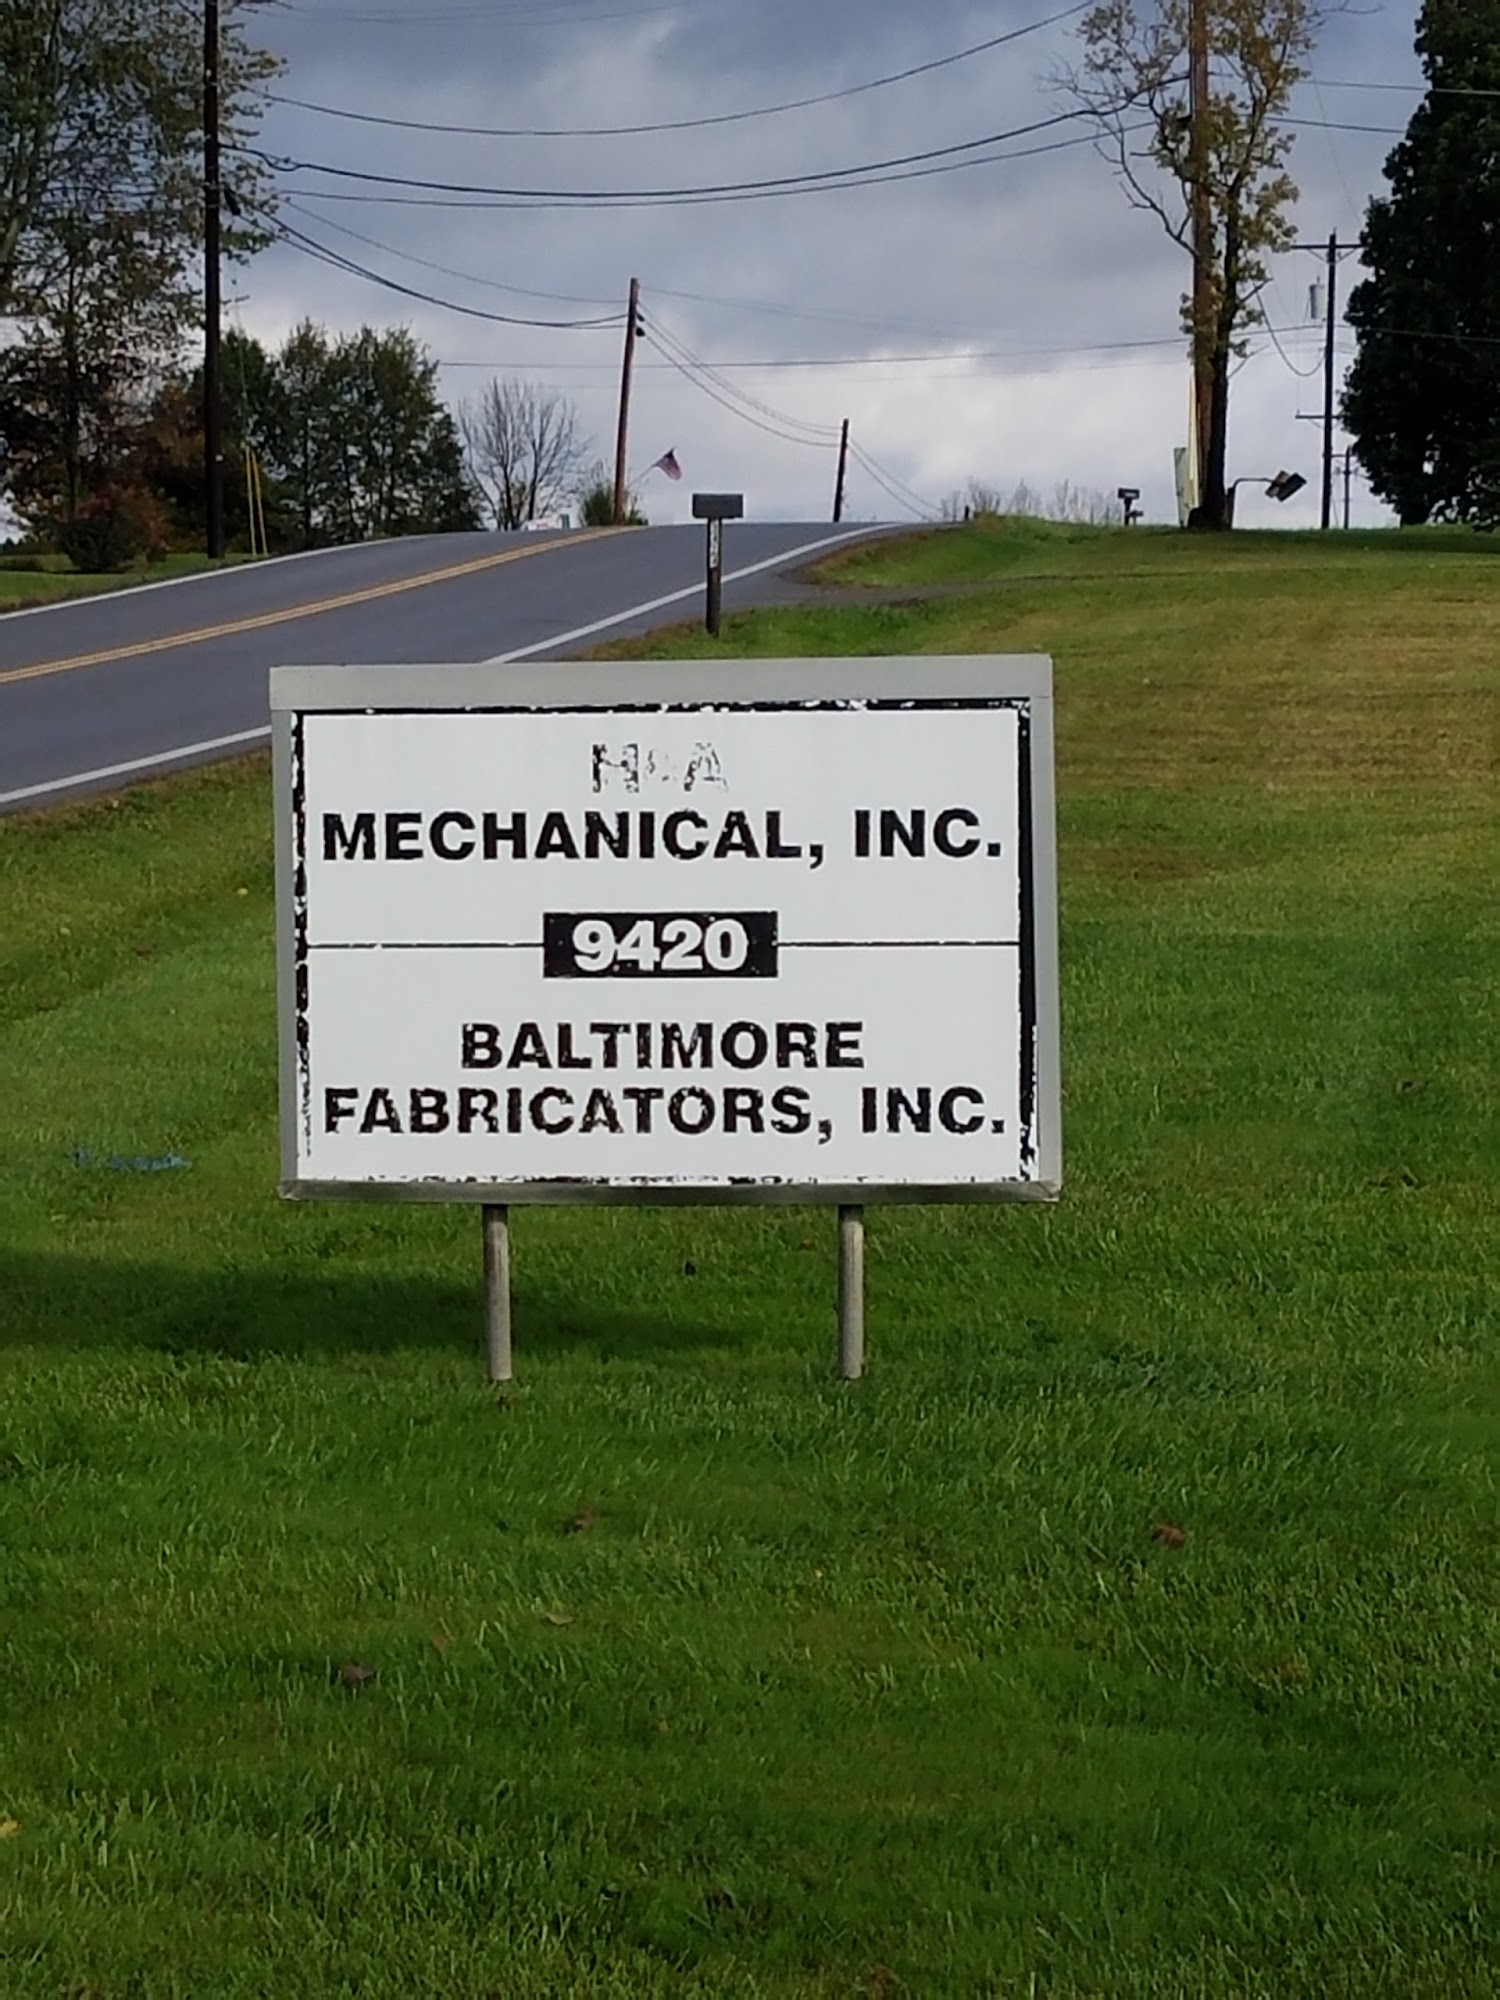 H&A
MECHANICAL, INC.
9420
BALTIMORE
FABRICATORS, INC.